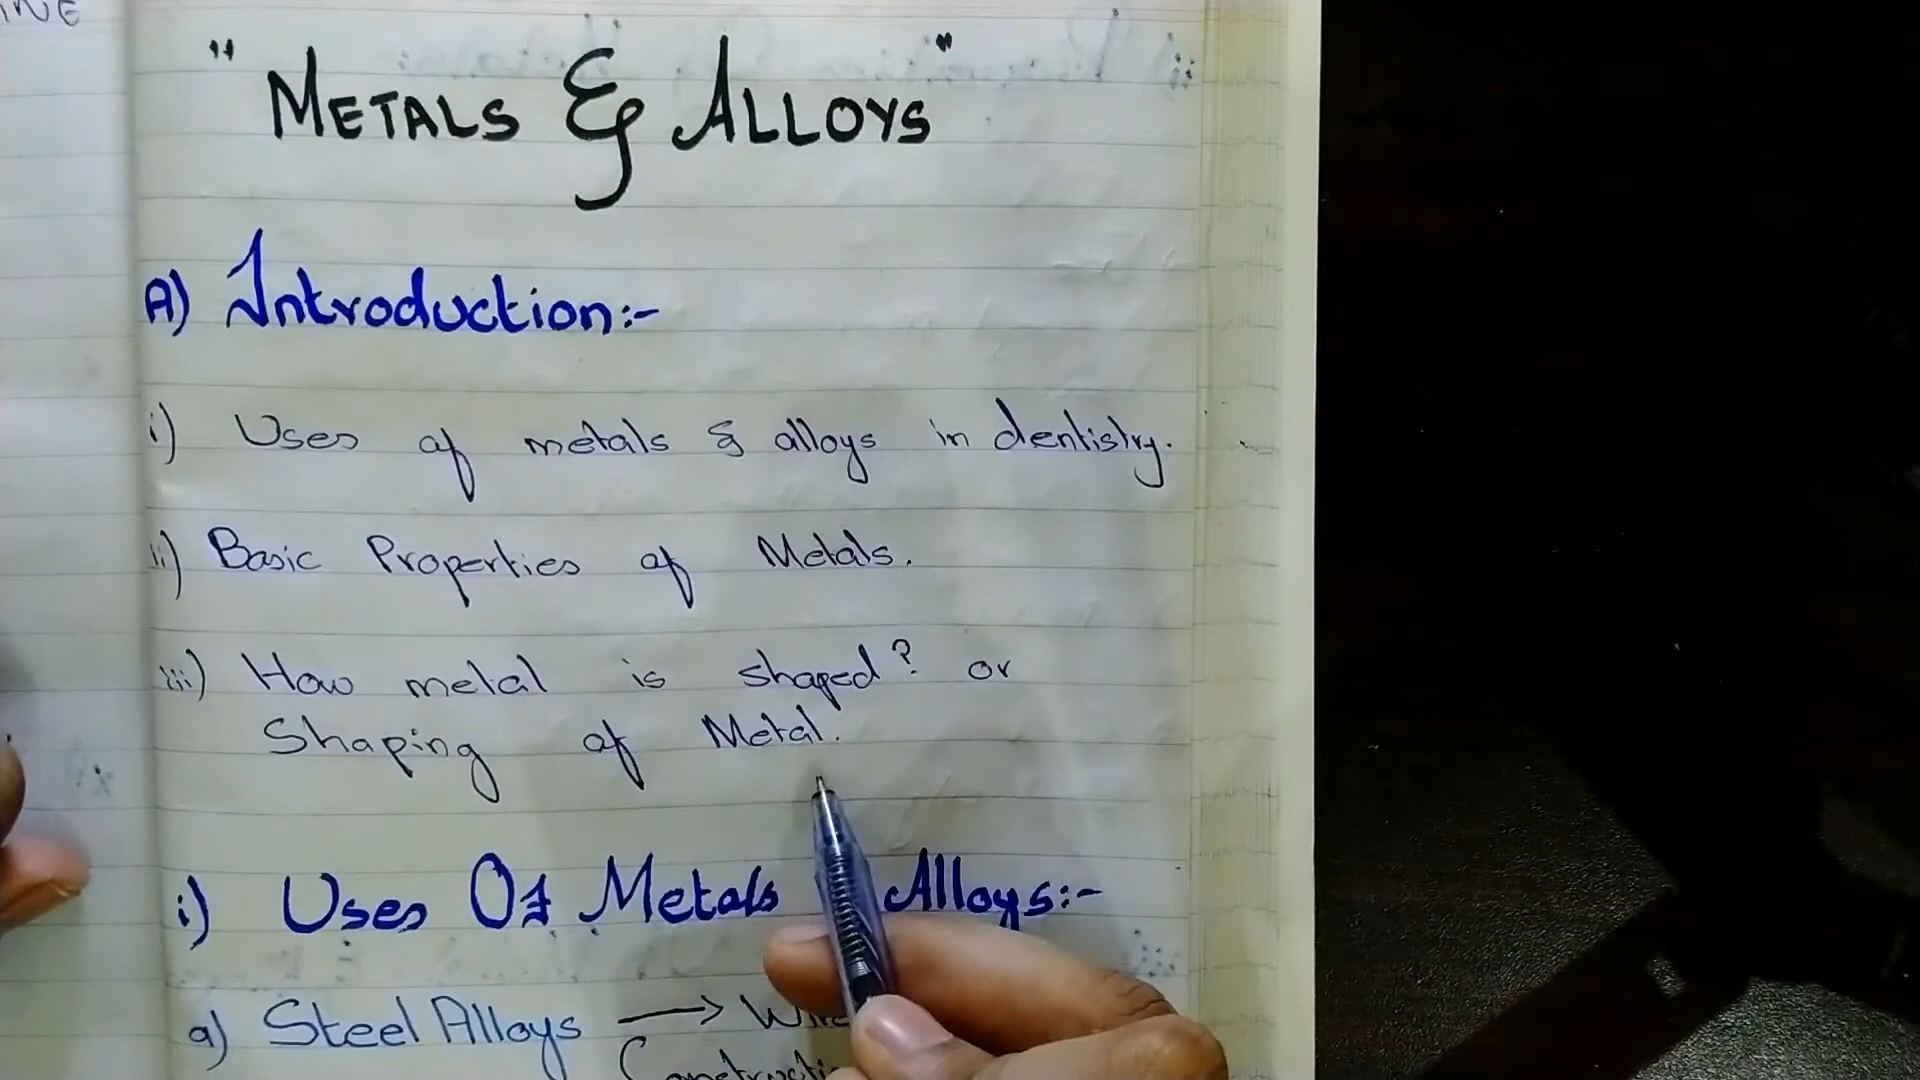 "METALS & ALLOYS"
A) Introduction:-
i) Uses of metals & alloys in dentistry.
ii) Basic Properties of Metals.
iii) How metal is shaped? or
Shaping of Metal.
i) Uses Of Metals Alloys:-
a) Steel Alloys →